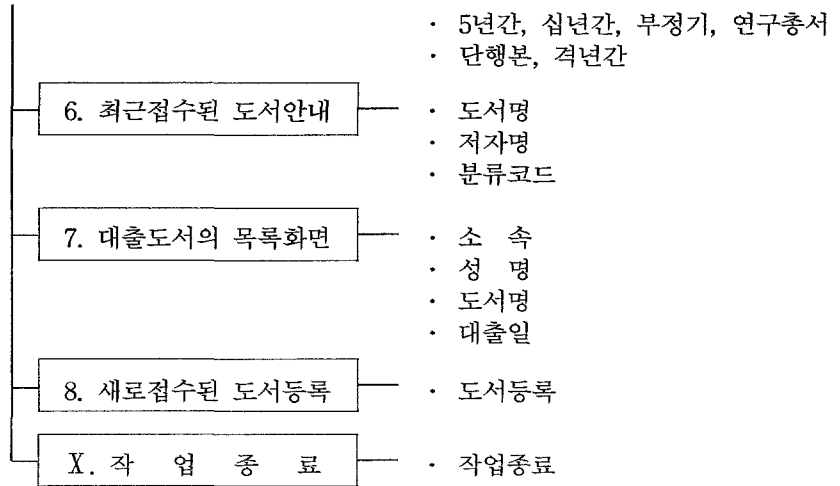 · 5년간, 십년간, 부정기, 연구총서
· 단행본, 격년간
6. 최근접수된 도서안내 · 도서명
· 저자명
· 분류코드
7. 대출도서의 목록화면 · 소 속
· 성 명
· 도서명
· 대출일
8. 새로접수된 도서등록 · 도서등록
X. 작 업 종 료 · 작업종료